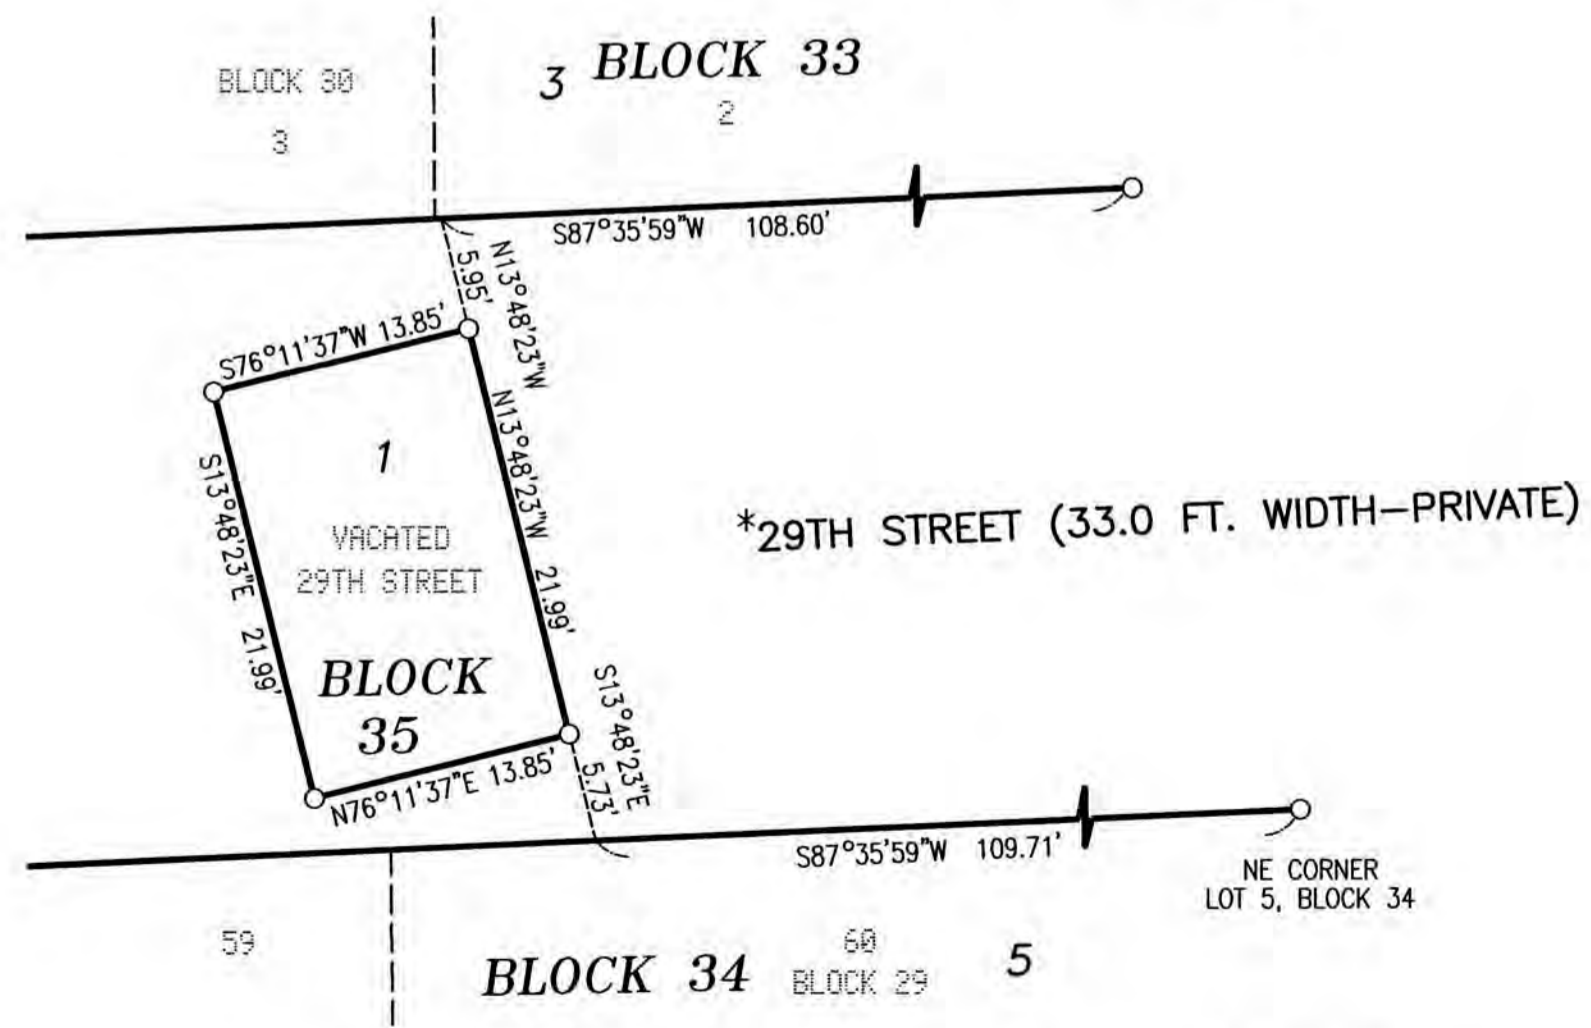 BLOCK 30
3
3 BLOCK 33
2
S87°35'59"W 108.60'
N13°48'23"W
5.95'
S76°11'37"W 13.85'
N13°48'23"W 21.99'
S13°48'23"E 21.99'
1
VACATED
29TH STREET
BLOCK
35
*29TH STREET (33.0 FT. WIDTH-PRIVATE)
N76°11'37"E 13.85'
S13°48'23"E
5.73'
S87°35'59"W 109.71'
NE CORNER
LOT 5, BLOCK 34
59
BLOCK 34
60
BLOCK 29
5